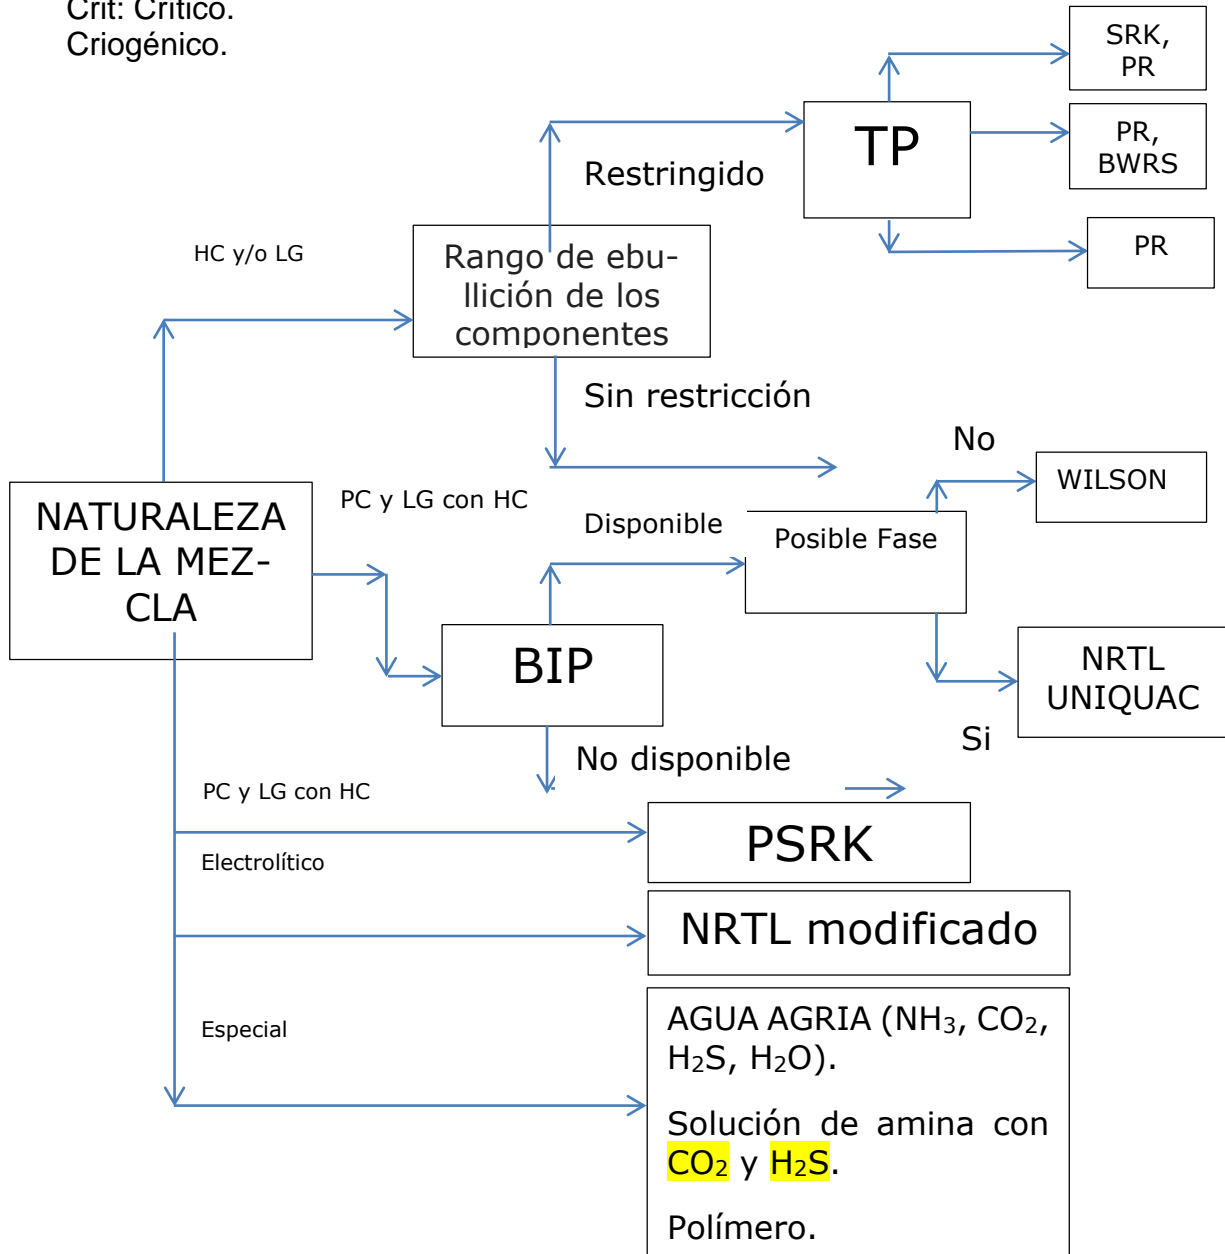 Crit: Crítico.
Criogénico.
SRK,
PR
TP
PR,
BWRS
Restringido
PR
HC y/o LG
Rango de ebu-
llición de los
componentes
Sin restricción
No
WILSON
PC y LG con HC
Disponible
Posible Fase
NATURALEZA
DE LA MEZ-
CLA
BIP
NRTL
UNIQUAC
Si
No disponible
PC y LG con HC
PSRK
Electrolítico
NRTL modificado
Especial
AGUA AGRIA (NH₃, CO₂,
H₂S, H₂O).
Solución de amina con
CO₂ y H₂S.
Polímero.